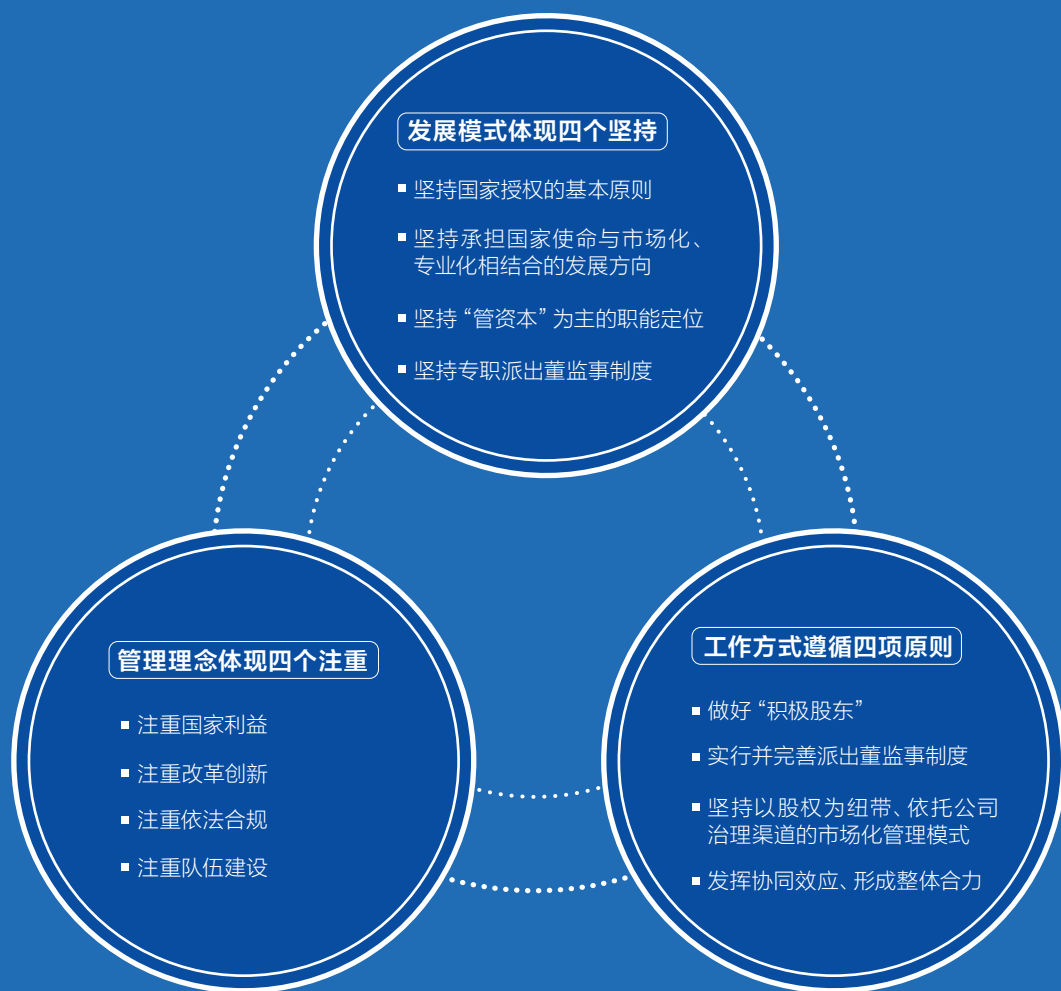 发展模式体现四个坚持
坚持国家授权的基本原则
坚持承担国家使命与市场化、
专业化相结合的发展方向
坚持“管资本”为主的职能定位
坚持专职派出董监事制度
管理理念体现四个注重
注重国家利益
注重改革创新
注重依法合规
注重队伍建设
工作方式遵循四项原则
做好“积极股东”
实行并完善派出董监事制度
坚持以股权为纽带、依托公司
治理渠道的市场化管理模式
发挥协同效应、形成整体合力